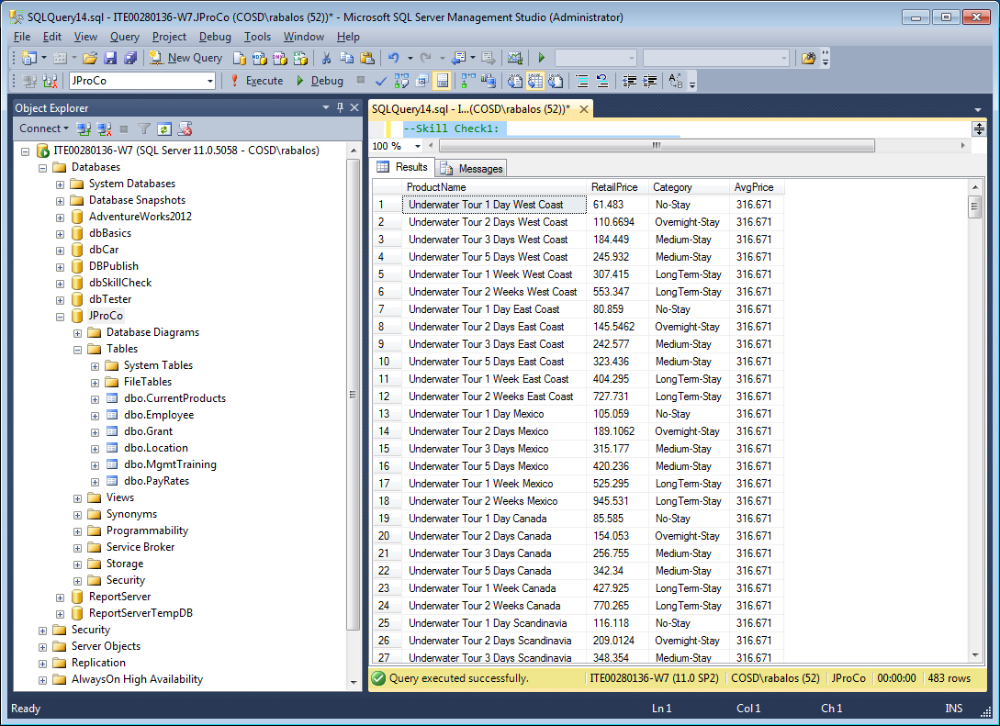 SQLQuery14.sql - ITE00280136-W7.JProCo (COSD\rabalos (52))* - Microsoft SQL Server Management Studio (Administrator)
File Edit View Query Project Debug Tools Window Help
New Query
JProCo Execute Debug
Object Explorer
Connect
ITE00280136-W7 (SQL Server 11.0.5058 - COSD\rabalos)
Databases
System Databases
Database Snapshots
AdventureWorks2012
dbBasics
dbCar
DBPublish
dbSkillCheck
dbTester
JProCo
Database Diagrams
Tables
System Tables
FileTables
dbo.CurrentProducts
dbo.Employee
dbo.Grant
dbo.Location
dbo.MgmtTraining
dbo.PayRates
Views
Synonyms
Programmability
Service Broker
Storage
Security
ReportServer
ReportServerTempDB
Security
Server Objects
Replication
AlwaysOn High Availability
SQLQuery14.sql - I...(COSD\rabalos (52))*
--Skill Check1:
100 %
Results Messages
ProductName RetailPrice Category AvgPrice
1 Underwater Tour 1 Day West Coast 61.483 No-Stay 316.671
2 Underwater Tour 2 Days West Coast 110.6694 Overnight-Stay 316.671
3 Underwater Tour 3 Days West Coast 184.449 Medium-Stay 316.671
4 Underwater Tour 5 Days West Coast 245.932 Medium-Stay 316.671
5 Underwater Tour 1 Week West Coast 307.415 LongTerm-Stay 316.671
6 Underwater Tour 2 Weeks West Coast 553.347 LongTerm-Stay 316.671
7 Underwater Tour 1 Day East Coast 80.859 No-Stay 316.671
8 Underwater Tour 2 Days East Coast 145.5462 Overnight-Stay 316.671
9 Underwater Tour 3 Days East Coast 242.577 Medium-Stay 316.671
10 Underwater Tour 5 Days East Coast 323.436 Medium-Stay 316.671
11 Underwater Tour 1 Week East Coast 404.295 LongTerm-Stay 316.671
12 Underwater Tour 2 Weeks East Coast 727.731 LongTerm-Stay 316.671
13 Underwater Tour 1 Day Mexico 105.059 No-Stay 316.671
14 Underwater Tour 2 Days Mexico 189.1062 Overnight-Stay 316.671
15 Underwater Tour 3 Days Mexico 315.177 Medium-Stay 316.671
16 Underwater Tour 5 Days Mexico 420.236 Medium-Stay 316.671
17 Underwater Tour 1 Week Mexico 525.295 LongTerm-Stay 316.671
18 Underwater Tour 2 Weeks Mexico 945.531 LongTerm-Stay 316.671
19 Underwater Tour 1 Day Canada 85.585 No-Stay 316.671
20 Underwater Tour 2 Days Canada 154.053 Overnight-Stay 316.671
21 Underwater Tour 3 Days Canada 256.755 Medium-Stay 316.671
22 Underwater Tour 5 Days Canada 342.34 Medium-Stay 316.671
23 Underwater Tour 1 Week Canada 427.925 LongTerm-Stay 316.671
24 Underwater Tour 2 Weeks Canada 770.265 LongTerm-Stay 316.671
25 Underwater Tour 1 Day Scandinavia 116.118 No-Stay 316.671
26 Underwater Tour 2 Days Scandinavia 209.0124 Overnight-Stay 316.671
27 Underwater Tour 3 Days Scandinavia 348.354 Medium-Stay 316.671
Query executed successfully. ITE00280136-W7 (11.0 SP2) COSD\rabalos (52) JProCo 00:00:00 483 rows
Ready Ln 1 Col 1 Ch 1 INS